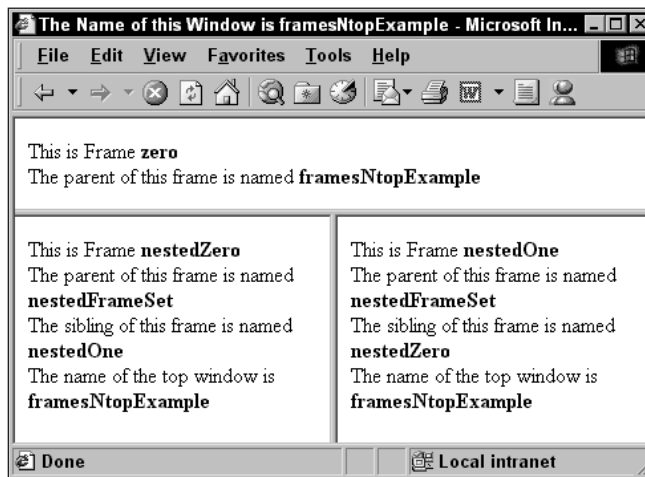 The Name of this Window is framesNtopExample - Microsoft In...
File Edit View Favorites Tools Help
This is Frame zero
The parent of this frame is named framesNtopExample
This is Frame nestedZero
The parent of this frame is named
nestedFrameSet
The sibling of this frame is named
nestedOne
The name of the top window is
framesNtopExample
This is Frame nestedOne
The parent of this frame is named
nestedFrameSet
The sibling of this frame is named
nestedZero
The name of the top window is
framesNtopExample
Done
Local intranet